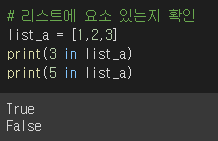 # 리스트에 요소 있는지 확인
list_a = [1,2,3]
print(3 in list_a)
print(5 in list_a)
True
False